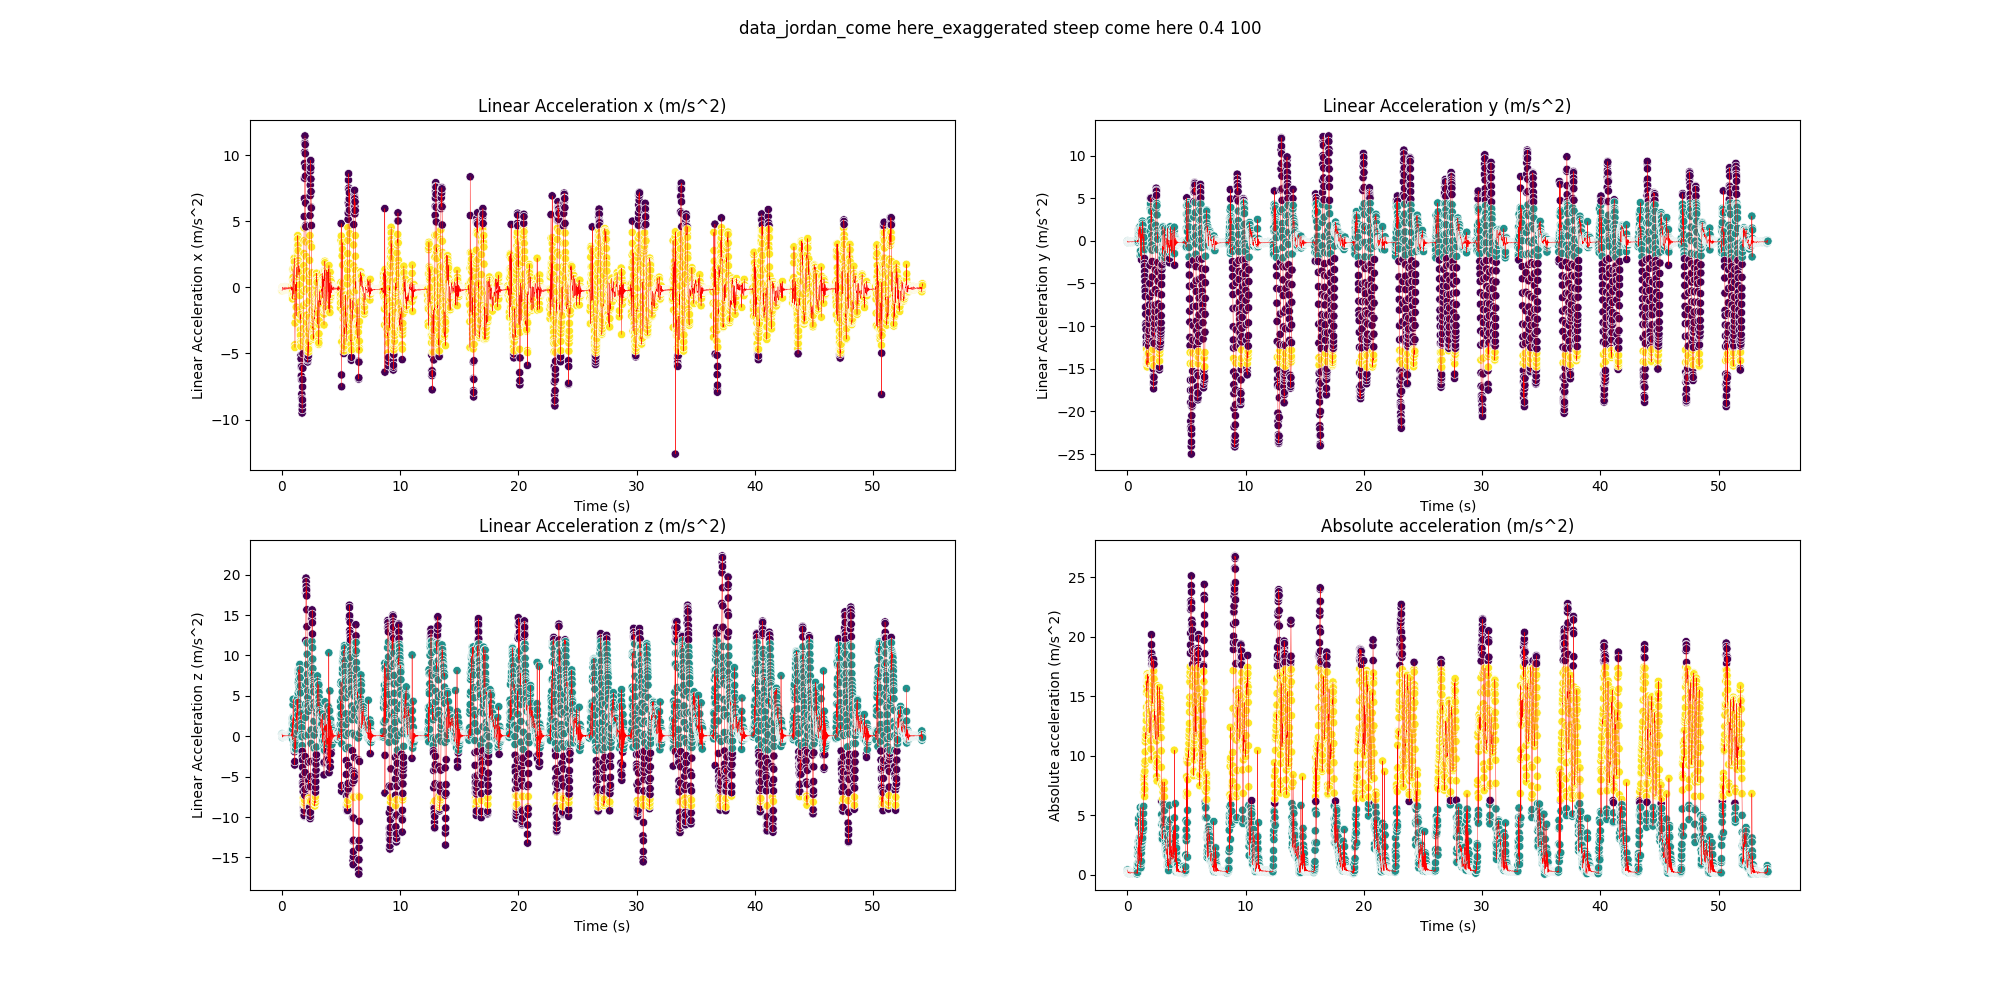 data_jordan_come here_exaggerated steep come here 0.4 100
Linear Acceleration x (m/s^2)
Linear Acceleration x (m/s^2)
10
5
0
−5
−10
0 10 20 30 40 50
Time (s)
Linear Acceleration y (m/s^2)
Linear Acceleration y (m/s^2)
10
5
0
−5
−10
−15
−20
−25
0 10 20 30 40 50
Time (s)
Linear Acceleration z (m/s^2)
Linear Acceleration z (m/s^2)
20
15
10
5
0
−5
−10
−15
0 10 20 30 40 50
Time (s)
Absolute acceleration (m/s^2)
Absolute acceleration (m/s^2)
25
20
15
10
5
0
0 10 20 30 40 50
Time (s)